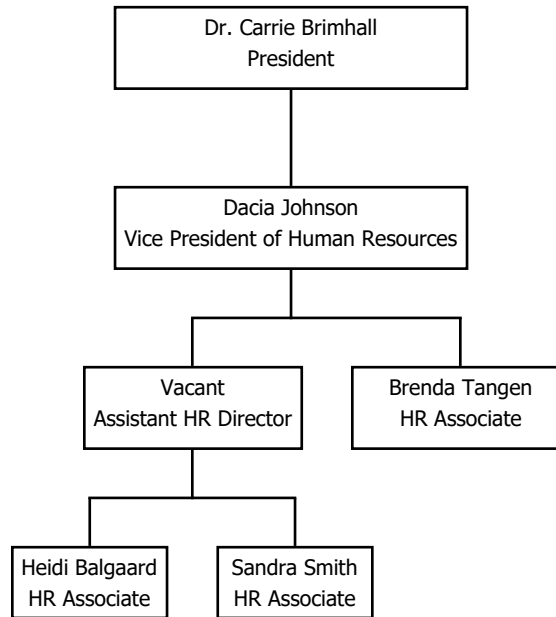 Dr. Carrie Brimhall
President
Dacia Johnson
Vice President of Human Resources
Vacant
Assistant HR Director
Brenda Tangen
HR Associate
Heidi Balgaard
HR Associate
Sandra Smith
HR Associate